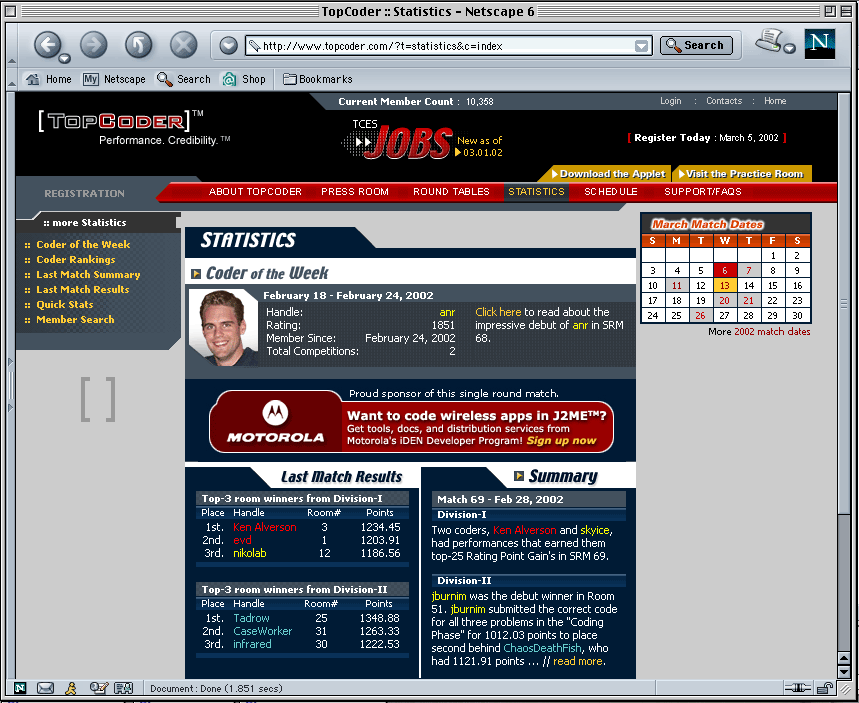 TopCoder :: Statistics - Netscape 6
http://www.topcoder.com/?t=statistics&c=index
Search
N
Home My Netscape Search Shop Bookmarks
Current Member Count : 10,358
Login : Contacts : Home
[TOPCODER]™
Performance. Credibility.™
TCES
JOBS
New as of
03.01.02
[ Register Today : March 5, 2002 ]
Download the Applet
Visit the Practice Room
REGISTRATION
ABOUT TOPCODER PRESS ROOM ROUND TABLES STATISTICS SCHEDULE SUPPORT/FAQS
:: more Statistics
:: Coder of the Week
:: Coder Rankings
:: Last Match Summary
:: Last Match Results
:: Quick Stats
:: Member Search
[ ]
STATISTICS
Coder of the Week
February 18 - February 24, 2002
Handle: anr
Rating: 1851
Member Since: February 24, 2002
Total Competitions: 2
Click here to read about the
impressive debut of anr in SRM
68.
Proud sponsor of this single round match.
MOTOROLA
Want to code wireless apps in J2ME™?
Get tools, docs, and distribution services from
Motorola's iDEN Developer Program! Sign up now
Last Match Results
Top-3 room winners from Division-I
Place Handle Room# Points
1st. Ken Alverson 3 1234.45
2nd. evd 1 1203.91
3rd. nikolab 12 1186.56
Top-3 room winners from Division-II
Place Handle Room# Points
1st. Tadrow 25 1348.88
2nd. CaseWorker 31 1263.33
3rd. infrared 30 1222.53
Summary
Match 69 - Feb 28, 2002
Division-I
Two coders, Ken Alverson and skyice,
had performances that earned them
top-25 Rating Point Gain's in SRM 69.
Division-II
jburnim was the debut winner in Room
51. jburnim submitted the correct code
for all three problems in the "Coding
Phase" for 1012.03 points to place
second behind ChaosDeathFish, who
had 1121.91 points ... // read more.
March Match Dates
S M T W T F S
1 2
3 4 5 6 7 8 9
10 11 12 13 14 15 16
17 18 19 20 21 22 23
24 25 26 27 28 29 30
More 2002 match dates
Document: Done (1.851 secs)